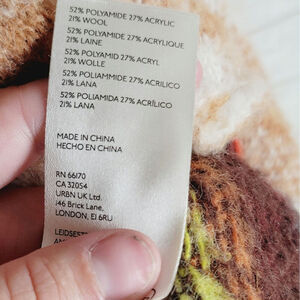 52% POLYAMIDE 27% ACRYLIC
21% WOOL
52% POLYAMIDE 27% ACRYLIQUE
21% LAINE
52% POLYAMID 27% ACRYL
21% WOLLE
52% POLIAMMIDE 27% ACRILICO
21% LANA
52% POLIAMIDA 27% ACRÍLICO
21% LANA
MADE IN CHINA
HECHO EN CHINA
RN 66170
CA 32054
URBN UK Ltd.
146 Brick Lane,
LONDON, E1 6RU